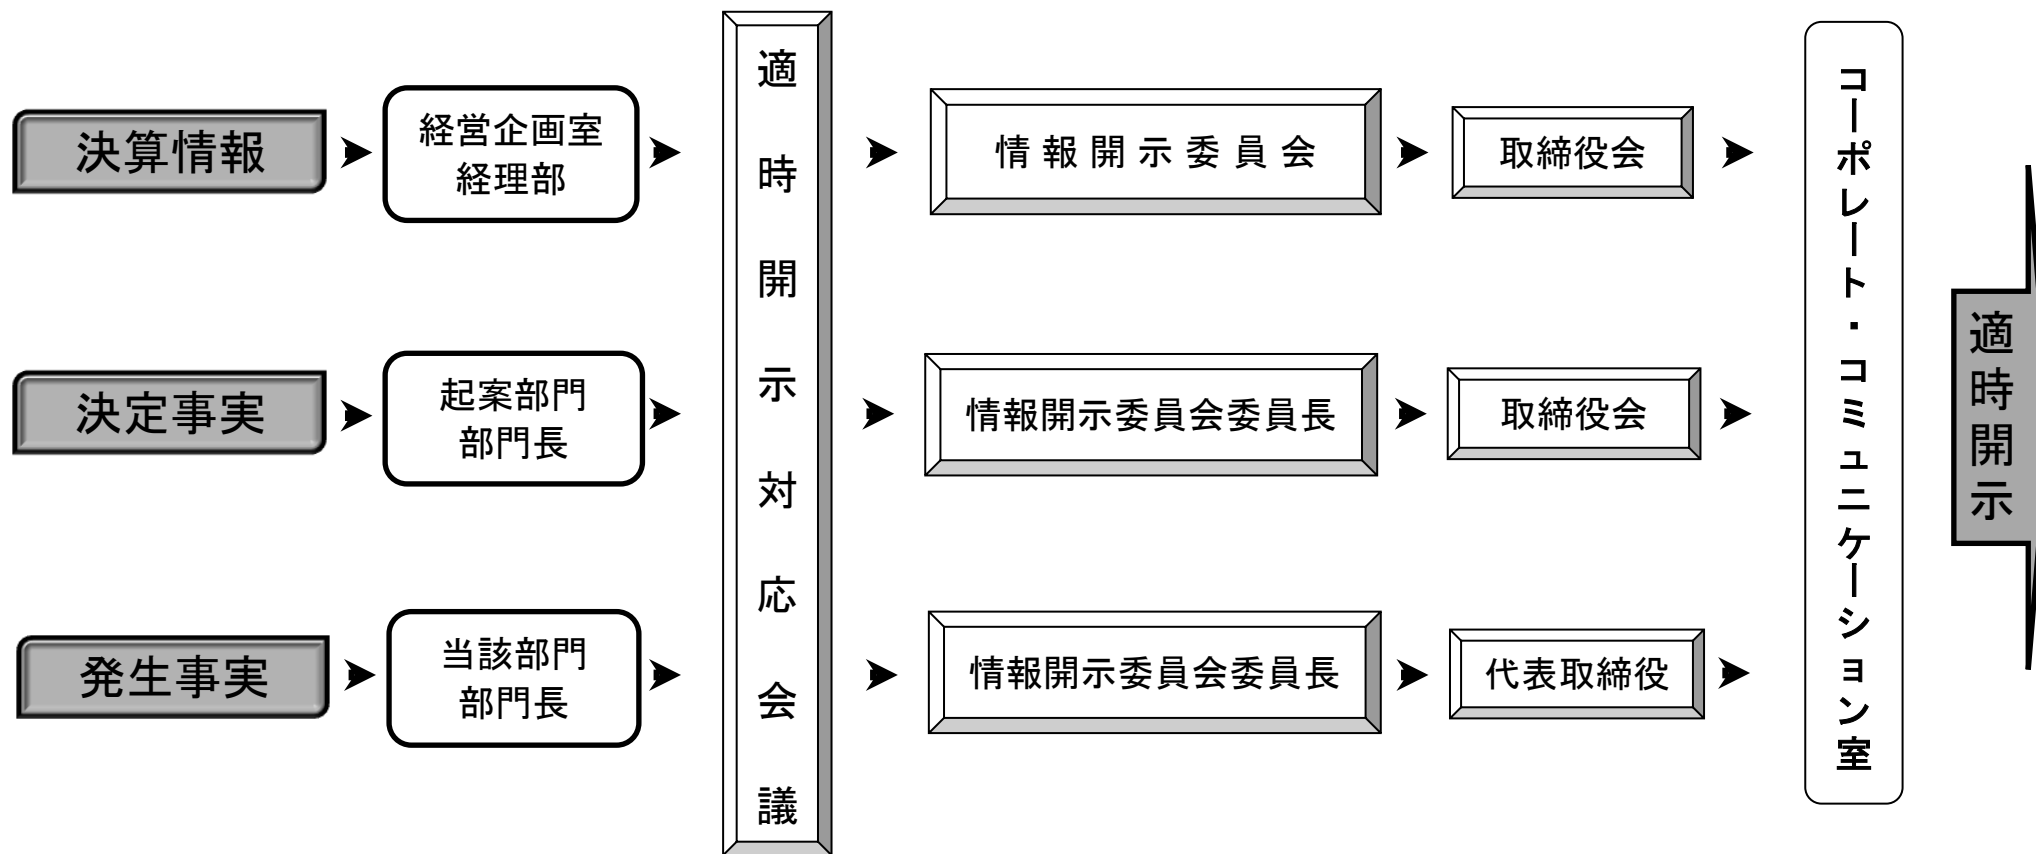 決算情報
経営企画室
経理部
決定事実
起案部門
部門長
発生事実
当該部門
部門長
適時開示対応会議
情報開示委員会
取締役会
情報開示委員会委員長
取締役会
情報開示委員会委員長
代表取締役
コーポレート・コミュニケーション室
適時開示